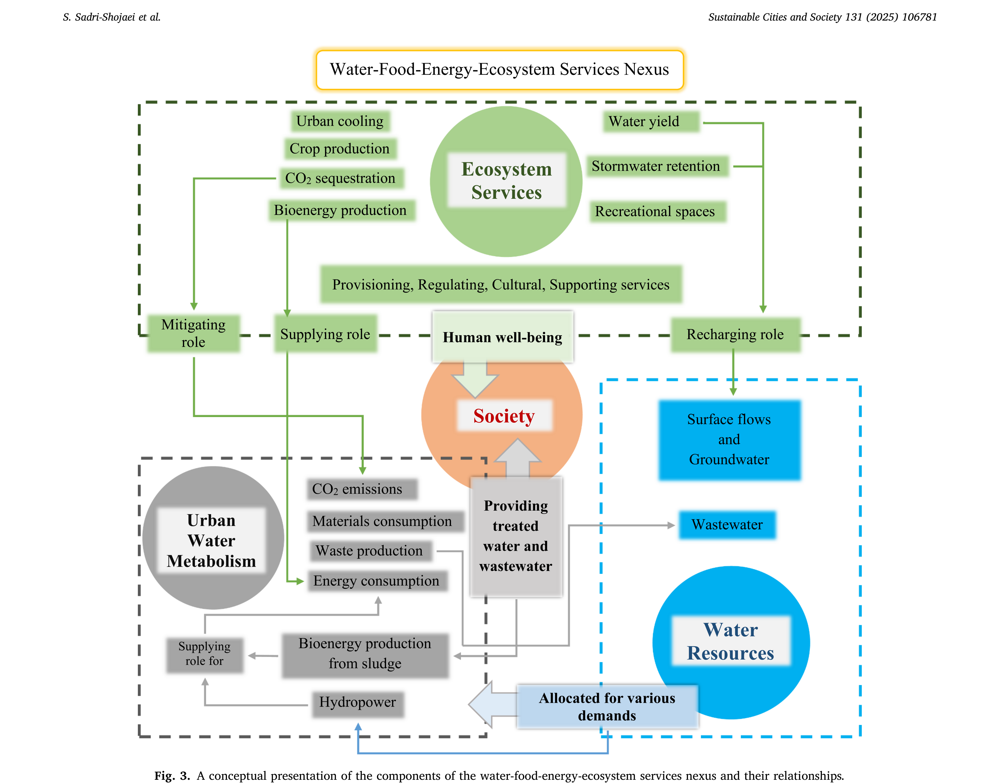 S. Sadri-Shojaei et al.
Sustainable Cities and Society 131 (2025) 106781
Water-Food-Energy-Ecosystem Services Nexus
Urban cooling
Crop production
CO₂ sequestration
Bioenergy production
Ecosystem
Services
Water yield
Stormwater retention
Recreational spaces
Provisioning, Regulating, Cultural, Supporting services
Mitigating
role
Supplying role
Human well-being
Recharging role
Society
Surface flows
and
Groundwater
Urban
Water
Metabolism
CO₂ emissions
Materials consumption
Waste production
Energy consumption
Providing
treated
water and
wastewater
Wastewater
Supplying
role for
Bioenergy production
from sludge
Hydropower
Water
Resources
Allocated for various
demands
Fig. 3. A conceptual presentation of the components of the water-food-energy-ecosystem services nexus and their relationships.